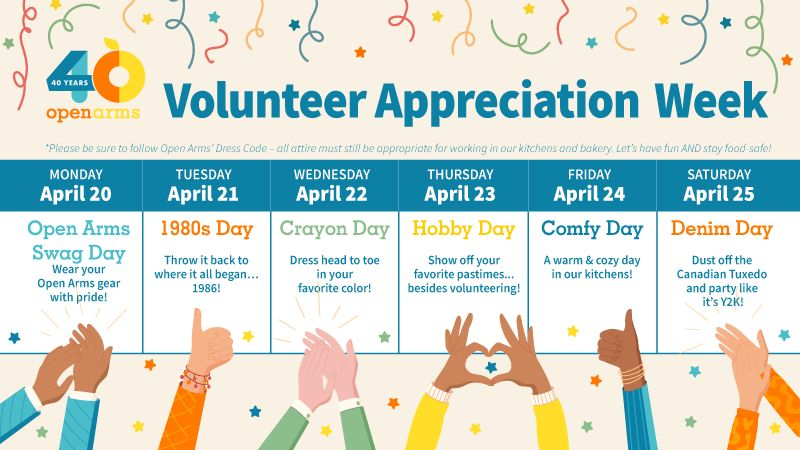 40
40 YEARS
openarms
Volunteer Appreciation Week
*Please be sure to follow Open Arms' Dress Code – all attire must still be appropriate for working in our kitchens and bakery. Let's have fun AND stay food-safe!
MONDAY
April 20
Open Arms
Swag Day
Wear your
Open Arms gear
with pride!
TUESDAY
April 21
1980s Day
Throw it back to
where it all began...
1986!
WEDNESDAY
April 22
Crayon Day
Dress head to toe
in your
favorite color!
THURSDAY
April 23
Hobby Day
Show off your
favorite pastimes...
besides volunteering!
FRIDAY
April 24
Comfy Day
A warm & cozy day
in our kitchens!
SATURDAY
April 25
Denim Day
Dust off the
Canadian Tuxedo
and party like
it's Y2K!